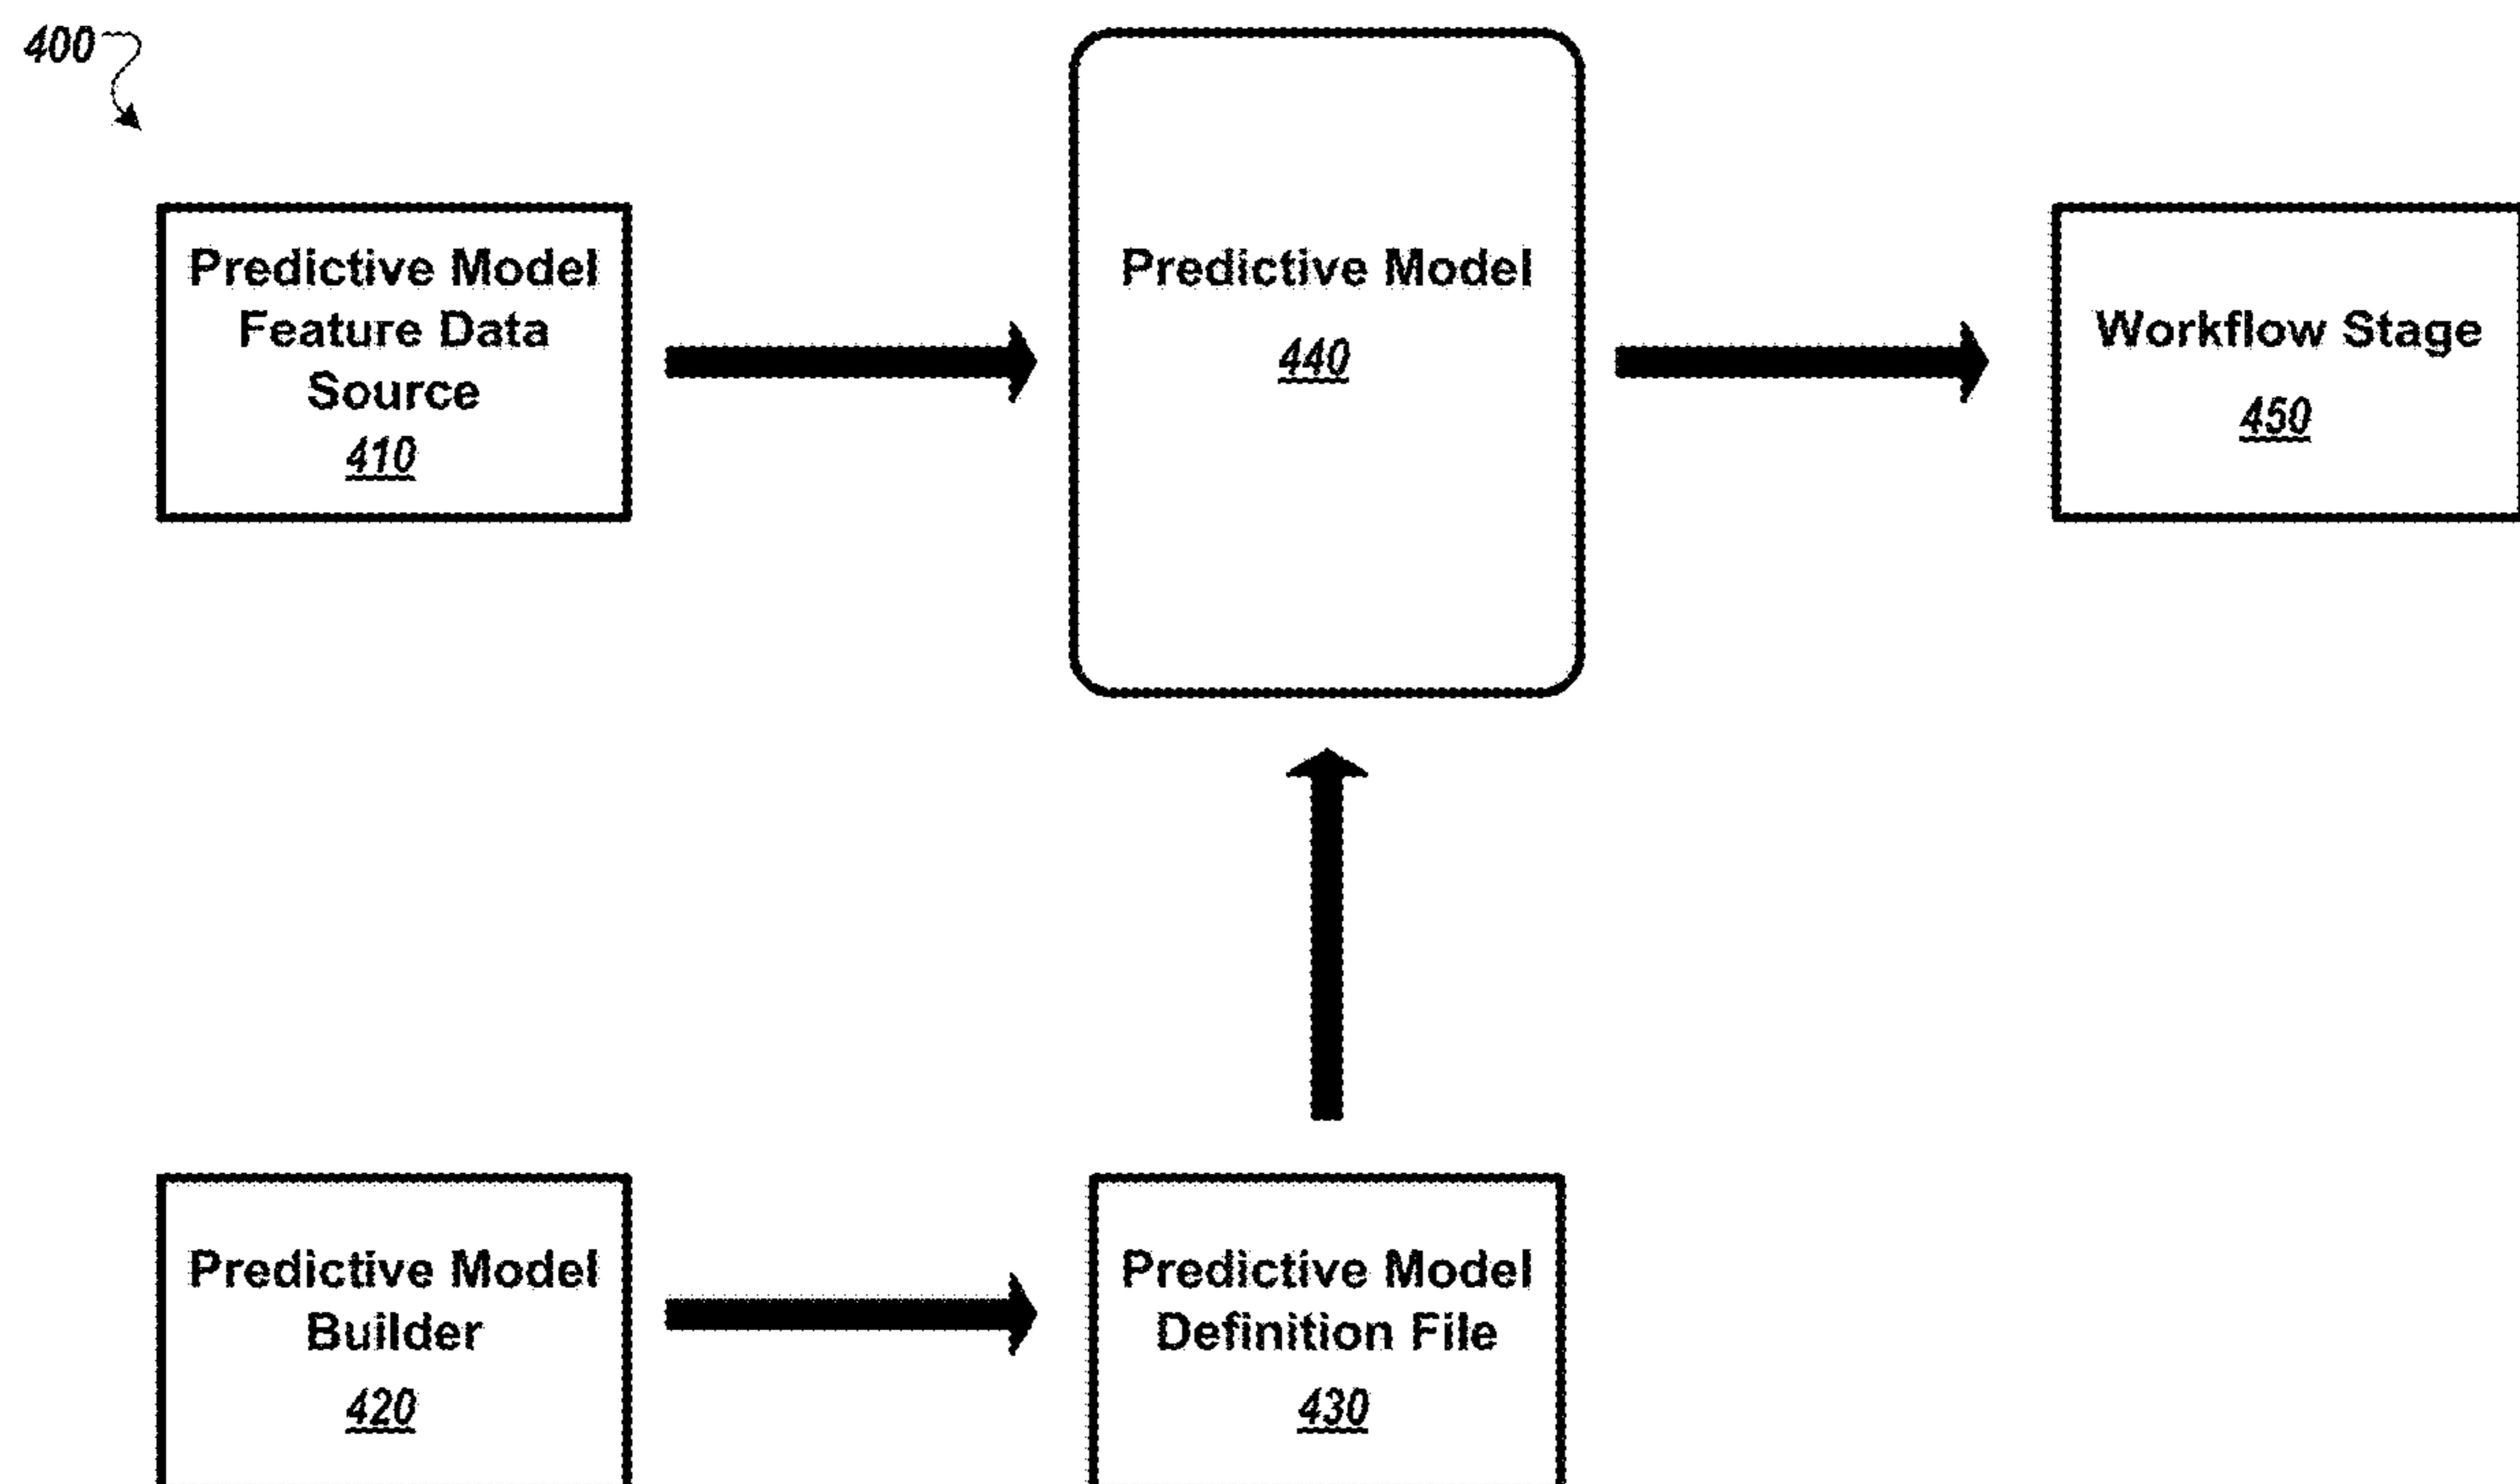 400
Predictive Model
Feature Data
Source
410
Predictive Model
440
Workflow Stage
450
Predictive Model
Builder
420
Predictive Model
Definition File
430